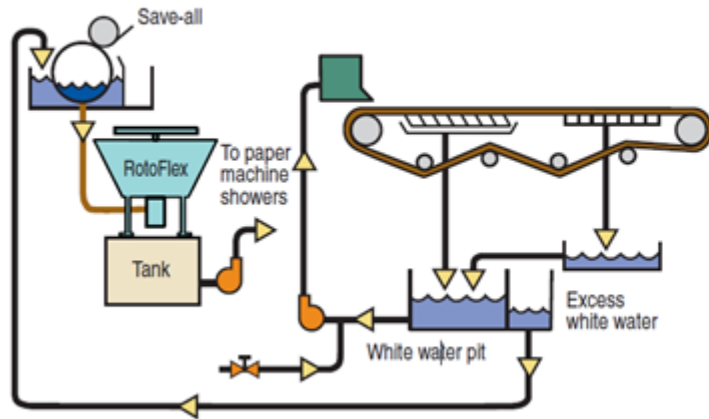 Save-all
RotoFlex
To paper
machine
showers
Tank
Excess
white water
White water pit